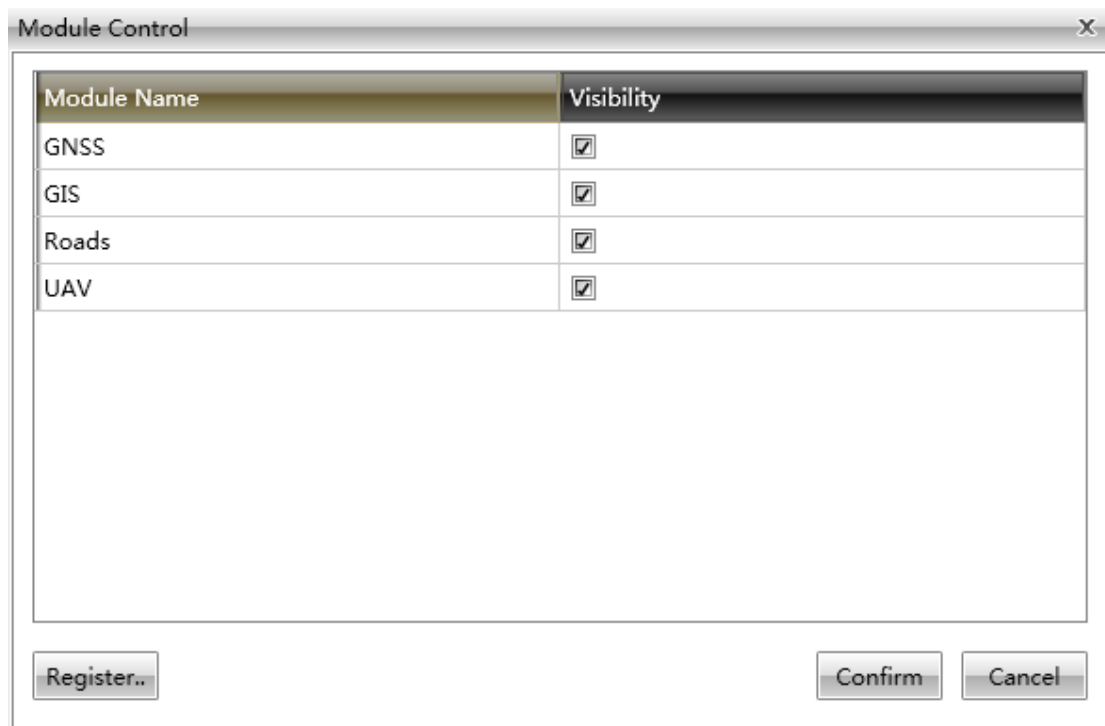 Module Control
Module Name Visibility
GNSS
GIS
Roads
UAV
Register.. Confirm Cancel